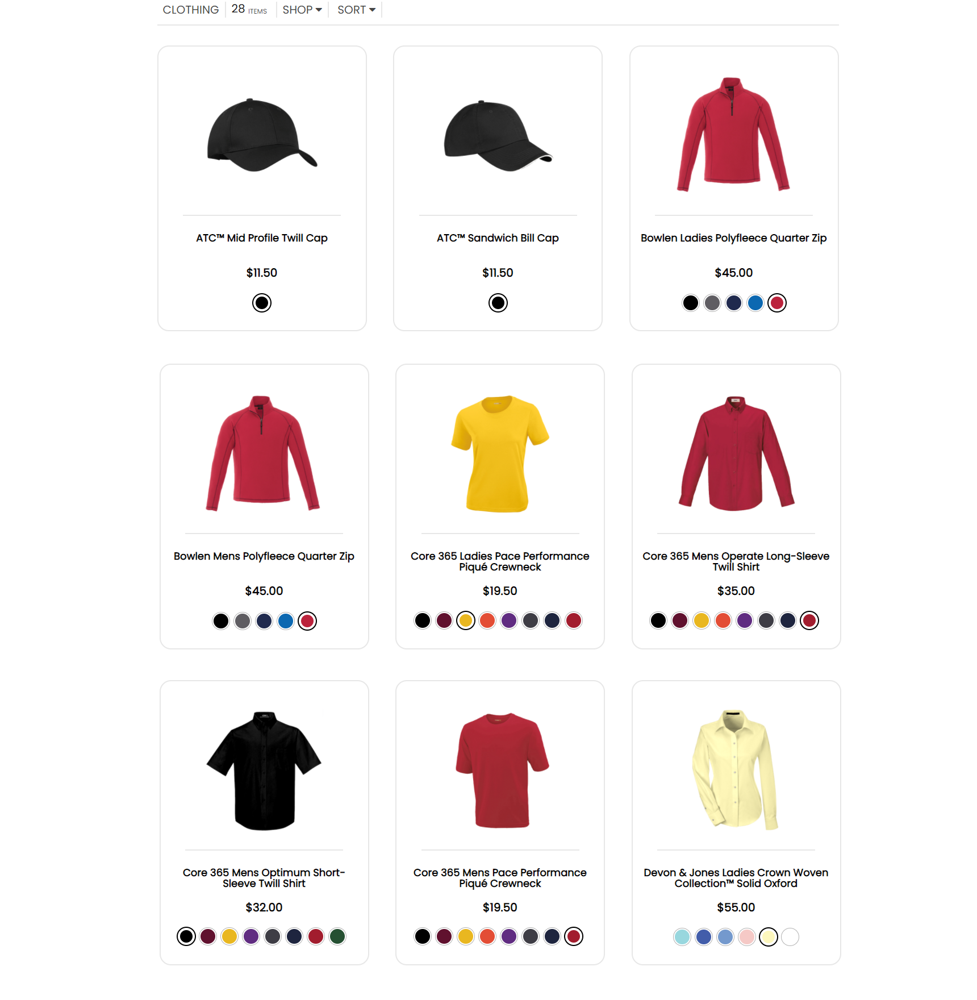 CLOTHING 28 ITEMS SHOP SORT
ATC™ Mid Profile Twill Cap
$11.50
ATC™ Sandwich Bill Cap
$11.50
Bowlen Ladies Polyfleece Quarter Zip
$45.00
Bowlen Mens Polyfleece Quarter Zip
$45.00
Core 365 Ladies Pace Performance
Piqué Crewneck
$19.50
Core 365 Mens Operate Long-Sleeve
Twill Shirt
$35.00
Core 365 Mens Optimum Short-
Sleeve Twill Shirt
$32.00
Core 365 Mens Pace Performance
Piqué Crewneck
$19.50
Devon & Jones Ladies Crown Woven
Collection™ Solid Oxford
$55.00